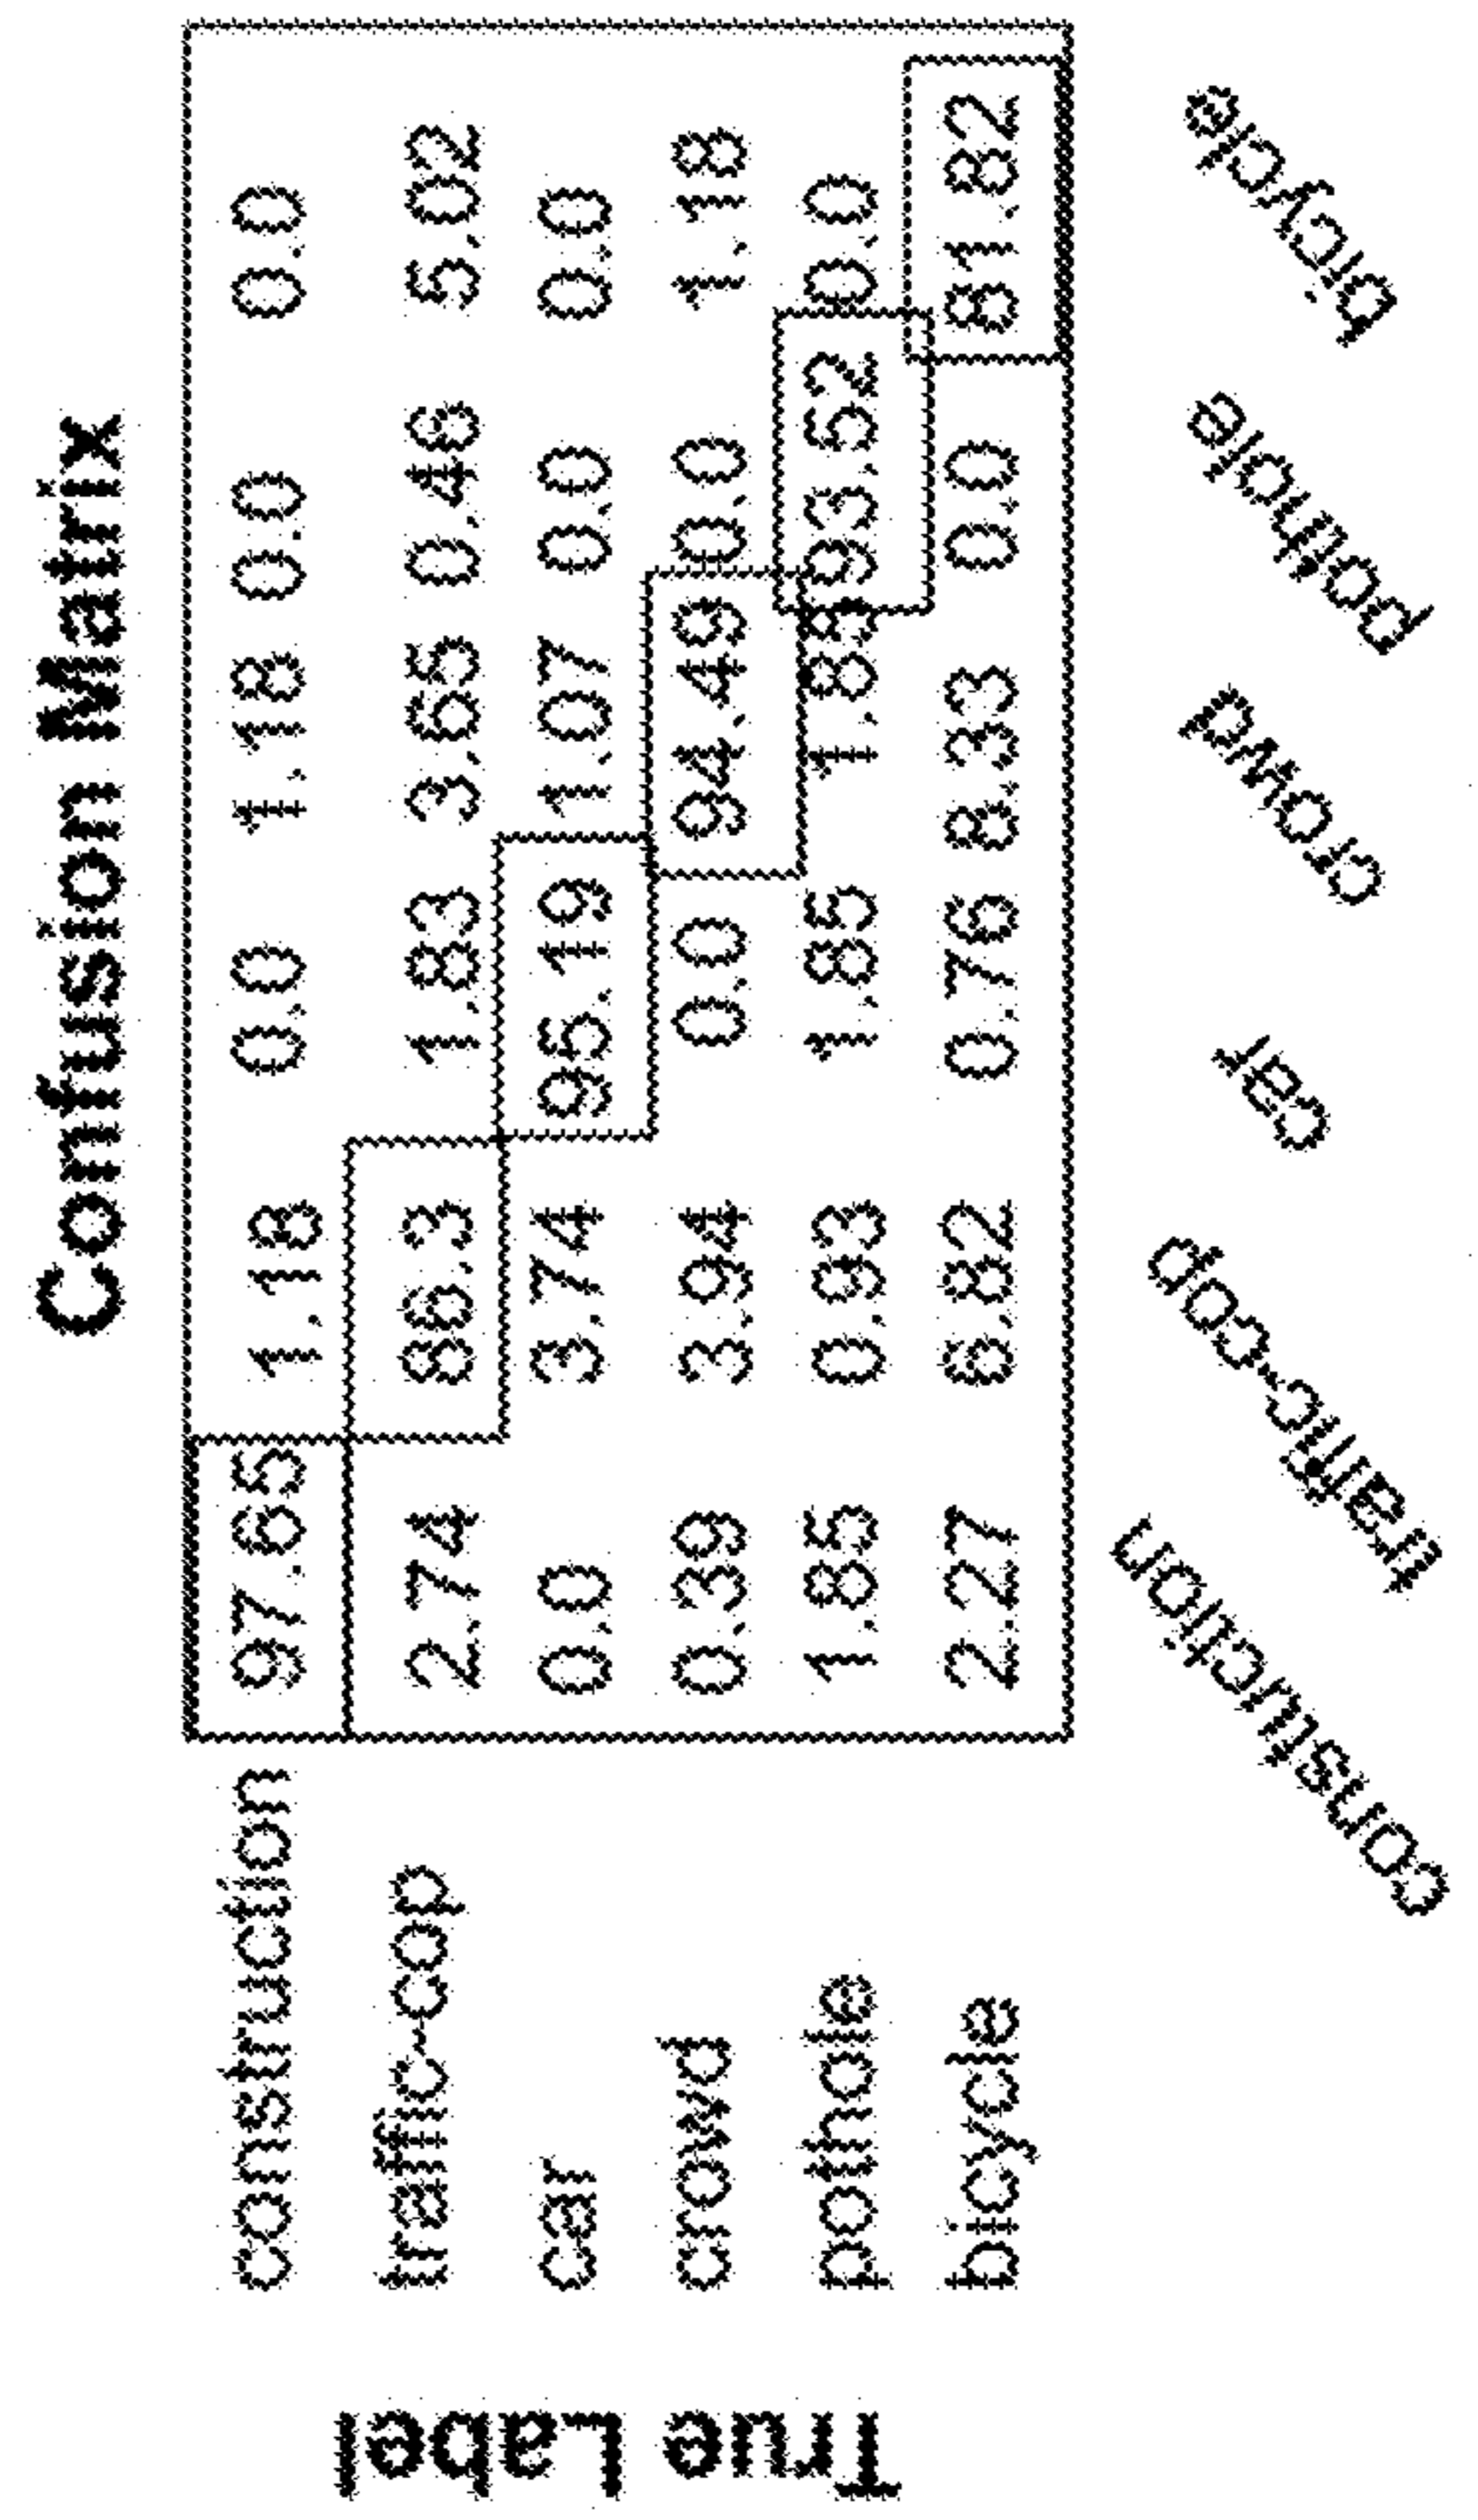 Confusion Matrix
True Label
construction 97.65 1.18 0.0 1.18 0.0 0.0
traffic-cop 2.74 86.3 1.83 3.65 0.46 5.02
car 0.0 3.74 95.19 1.07 0.0 0.0
crowd 0.39 3.94 0.0 94.49 0.0 1.18
pothole 1.85 0.93 1.85 1.85 93.52 0.0
bicycle 2.27 6.82 0.76 8.33 0.0 81.82
construction traffic-cop car crowd pothole bicycle